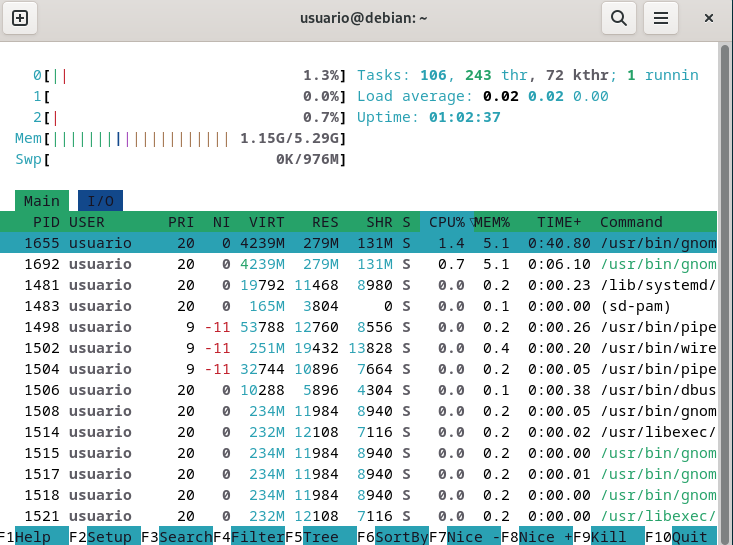 usuario@debian: ~
0[|| 1.3%] Tasks: 106, 243 thr, 72 kthr; 1 runnin
1[ 0.0%] Load average: 0.02 0.02 0.00
2[| 0.7%] Uptime: 01:02:37
Mem[|||||||||||||||||||| 1.15G/5.29G]
Swp[ 0K/976M]
Main I/O
PID USER PRI NI VIRT RES SHR S CPU%▽MEM% TIME+ Command
1655 usuario 20 0 4239M 279M 131M S 1.4 5.1 0:40.80 /usr/bin/gnom
1692 usuario 20 0 4239M 279M 131M S 0.7 5.1 0:06.10 /usr/bin/gnom
1481 usuario 20 0 19792 11468 8980 S 0.0 0.2 0:00.23 /lib/systemd/
1483 usuario 20 0 165M 3804 0 S 0.0 0.1 0:00.00 (sd-pam)
1498 usuario 9 -11 53788 12760 8556 S 0.0 0.2 0:00.26 /usr/bin/pipe
1502 usuario 9 -11 251M 19432 13828 S 0.0 0.4 0:00.20 /usr/bin/wire
1504 usuario 9 -11 32744 10896 7664 S 0.0 0.2 0:00.05 /usr/bin/pipe
1506 usuario 20 0 10288 5896 4304 S 0.0 0.1 0:00.38 /usr/bin/dbus
1508 usuario 20 0 234M 11984 8940 S 0.0 0.2 0:00.05 /usr/bin/gnom
1514 usuario 20 0 232M 12108 7116 S 0.0 0.2 0:00.02 /usr/libexec/
1515 usuario 20 0 234M 11984 8940 S 0.0 0.2 0:00.00 /usr/bin/gnom
1517 usuario 20 0 234M 11984 8940 S 0.0 0.2 0:00.01 /usr/bin/gnom
1518 usuario 20 0 234M 11984 8940 S 0.0 0.2 0:00.00 /usr/bin/gnom
1521 usuario 20 0 232M 12108 7116 S 0.0 0.2 0:00.00 /usr/libexec/
F1Help F2Setup F3SearchF4FilterF5Tree F6SortByF7Nice -F8Nice +F9Kill F10Quit